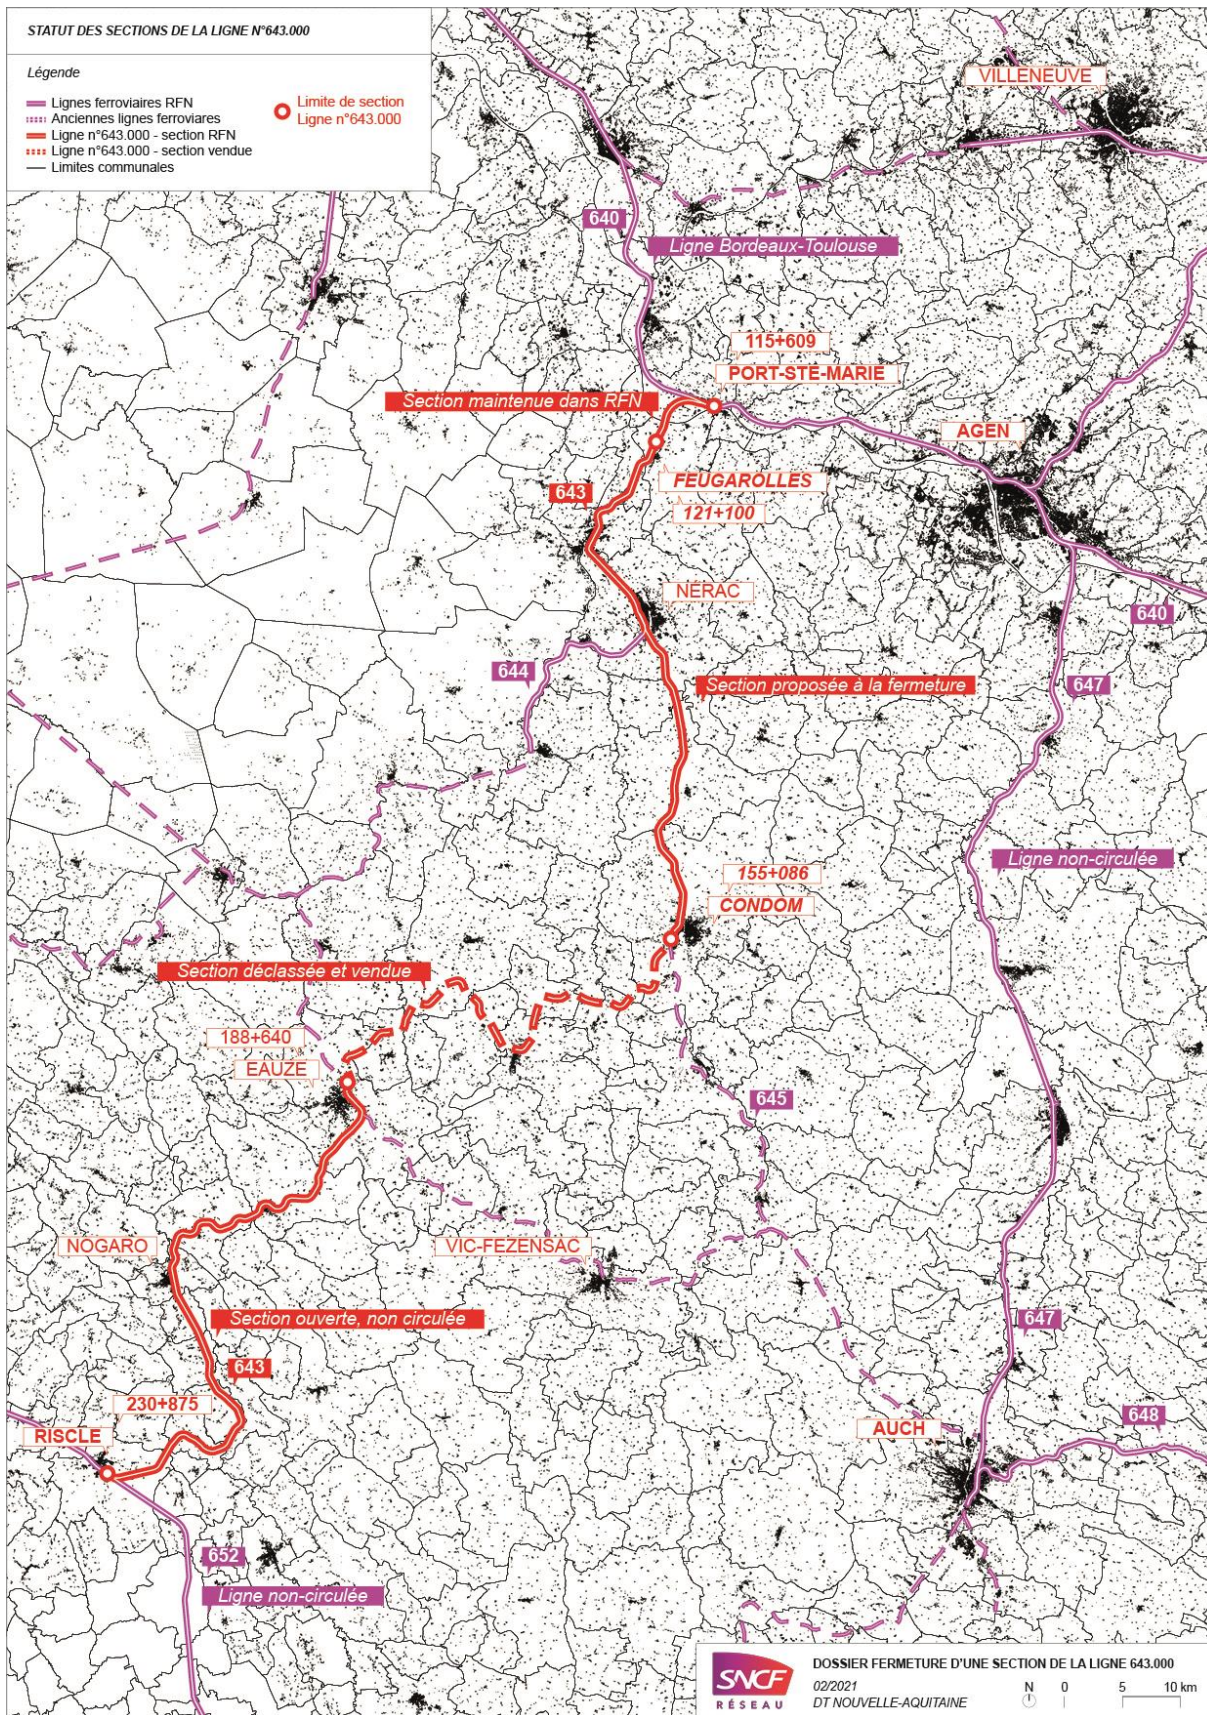 STATUT DES SECTIONS DE LA LIGNE N°643.000
Légende
Lignes ferroviaires RFN
Anciennes lignes ferroviaires
Ligne n°643.000 - section RFN
Ligne n°643.000 - section vendue
Limites communales
Limite de section
Ligne n°643.000
VILLENEUVE
640
Ligne Bordeaux-Toulouse
115+609
PORT-STE-MARIE
Section maintenue dans RFN
AGEN
FEUGAROLLES
643
121+100
NERAC
640
644
Section proposée à la fermeture
647
Ligne non-circulée
155+086
CONDOM
Section déclassée et vendue
188+640
EAUZE
645
NOGARO
VIC-FEZENSAC
Section ouverte, non circulée
647
643
230+875
RISCLE
AUCH
648
652
Ligne non-circulée
SNCF
RÉSEAU
DOSSIER FERMETURE D'UNE SECTION DE LA LIGNE 643.000
02/2021
DT NOUVELLE-AQUITAINE
N 0 5 10 km